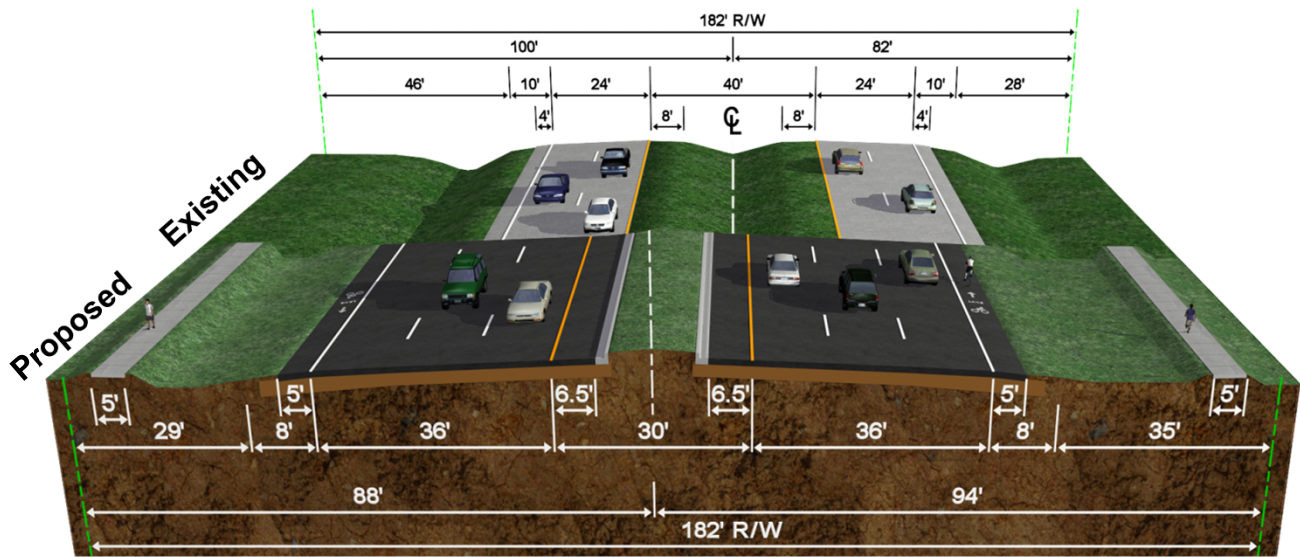 182' R/W
100' 82'
46' 10' 24' 40' 24' 10' 28'
4' 8' ℄ 8' 4'
Existing
Proposed
5' 5' 6.5' 6.5' 5' 5'
29' 8' 36' 30' 36' 8' 35'
88' 94'
182' R/W